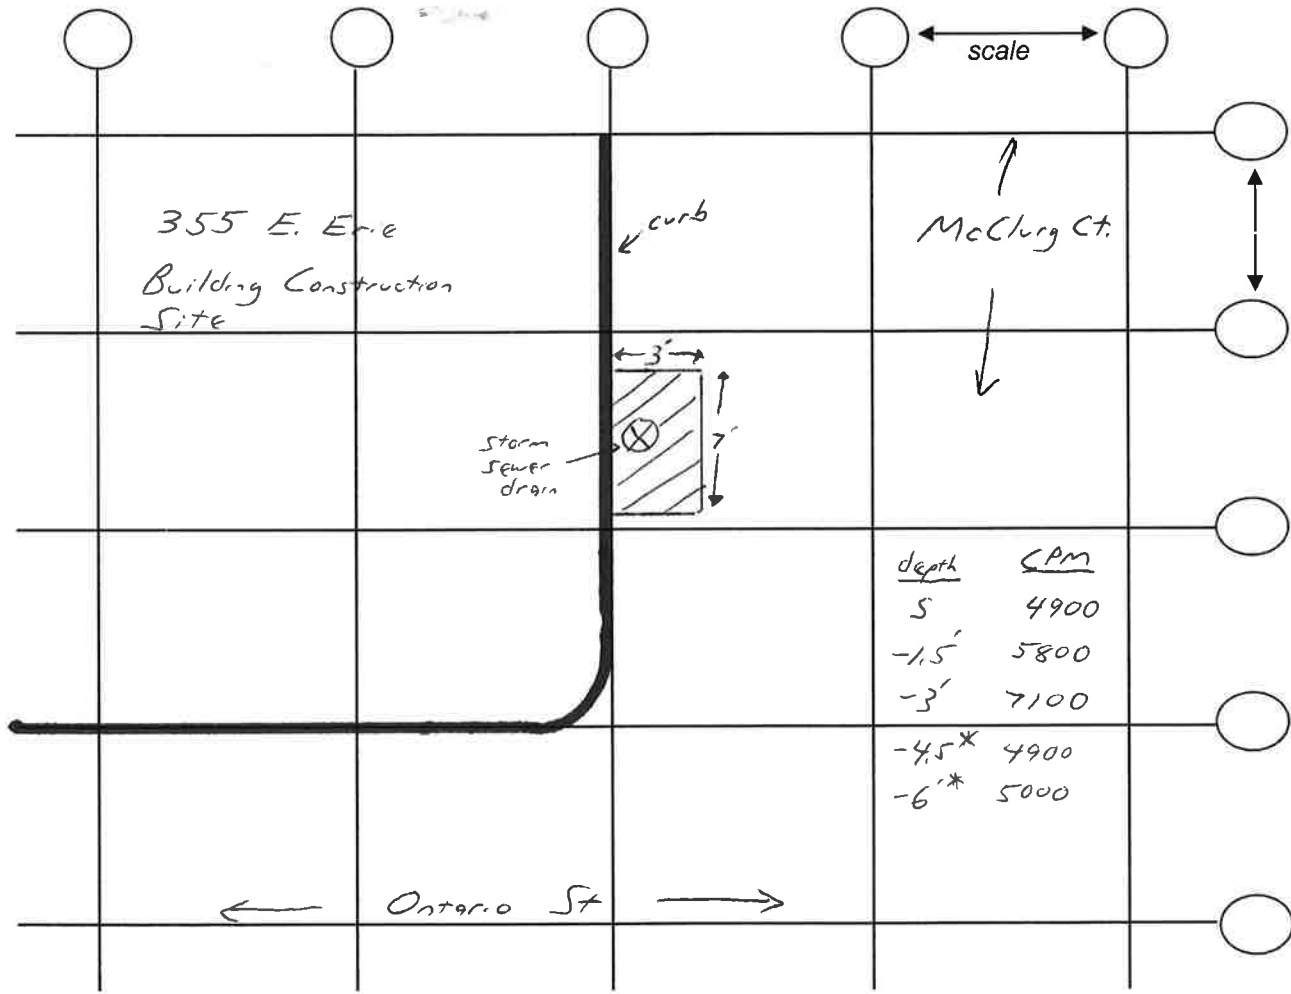 scale
355 E. Erie
Building Construction
Site
curb
McClurg Ct.
3'
7'
storm
sewer
drain
depth CPM
S 4900
-1.5' 5800
-3' 7100
-4.5* 4900
-6'* 5000
Ontario St